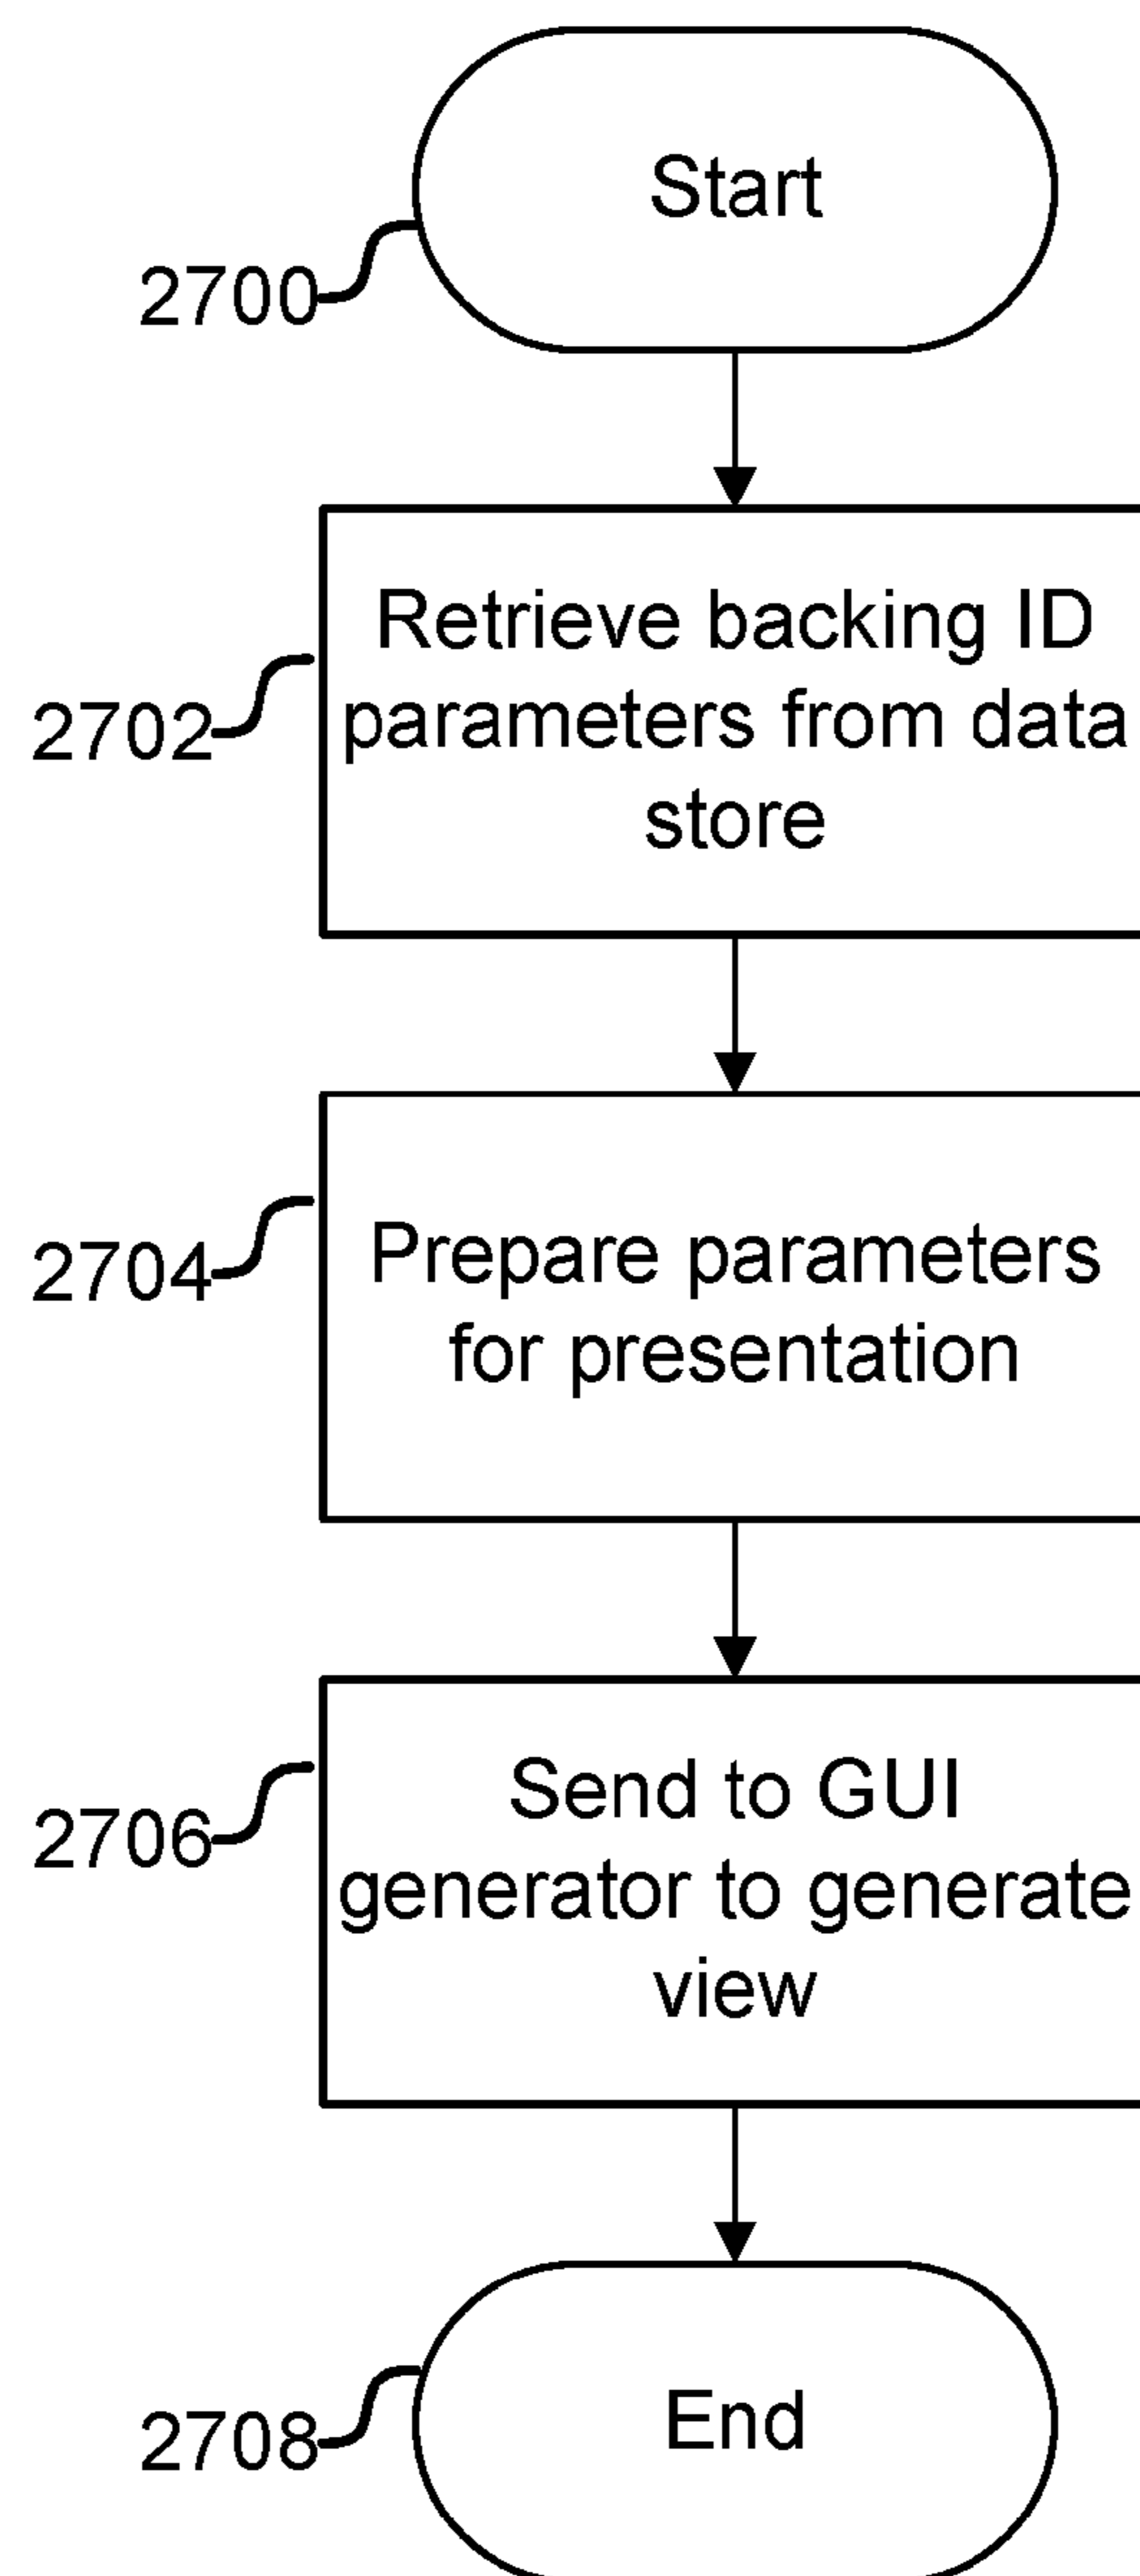 Start
2700
Retrieve backing ID
parameters from data
store
2702
Prepare parameters
for presentation
2704
Send to GUI
generator to generate
view
2706
End
2708